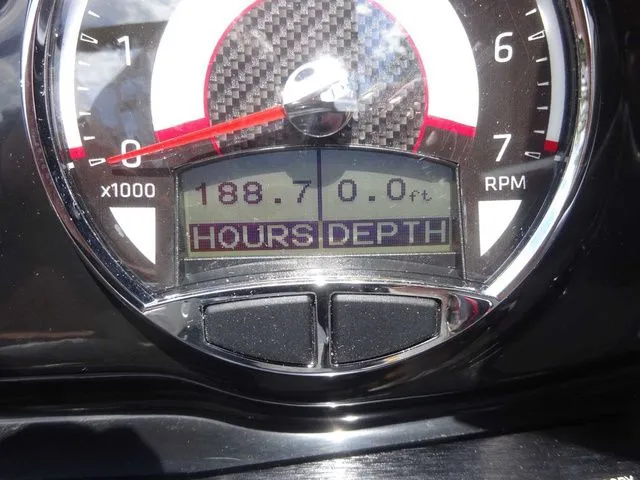 1 6
0 7
x1000 RPM
188.7 0.0ft
HOURS DEPTH